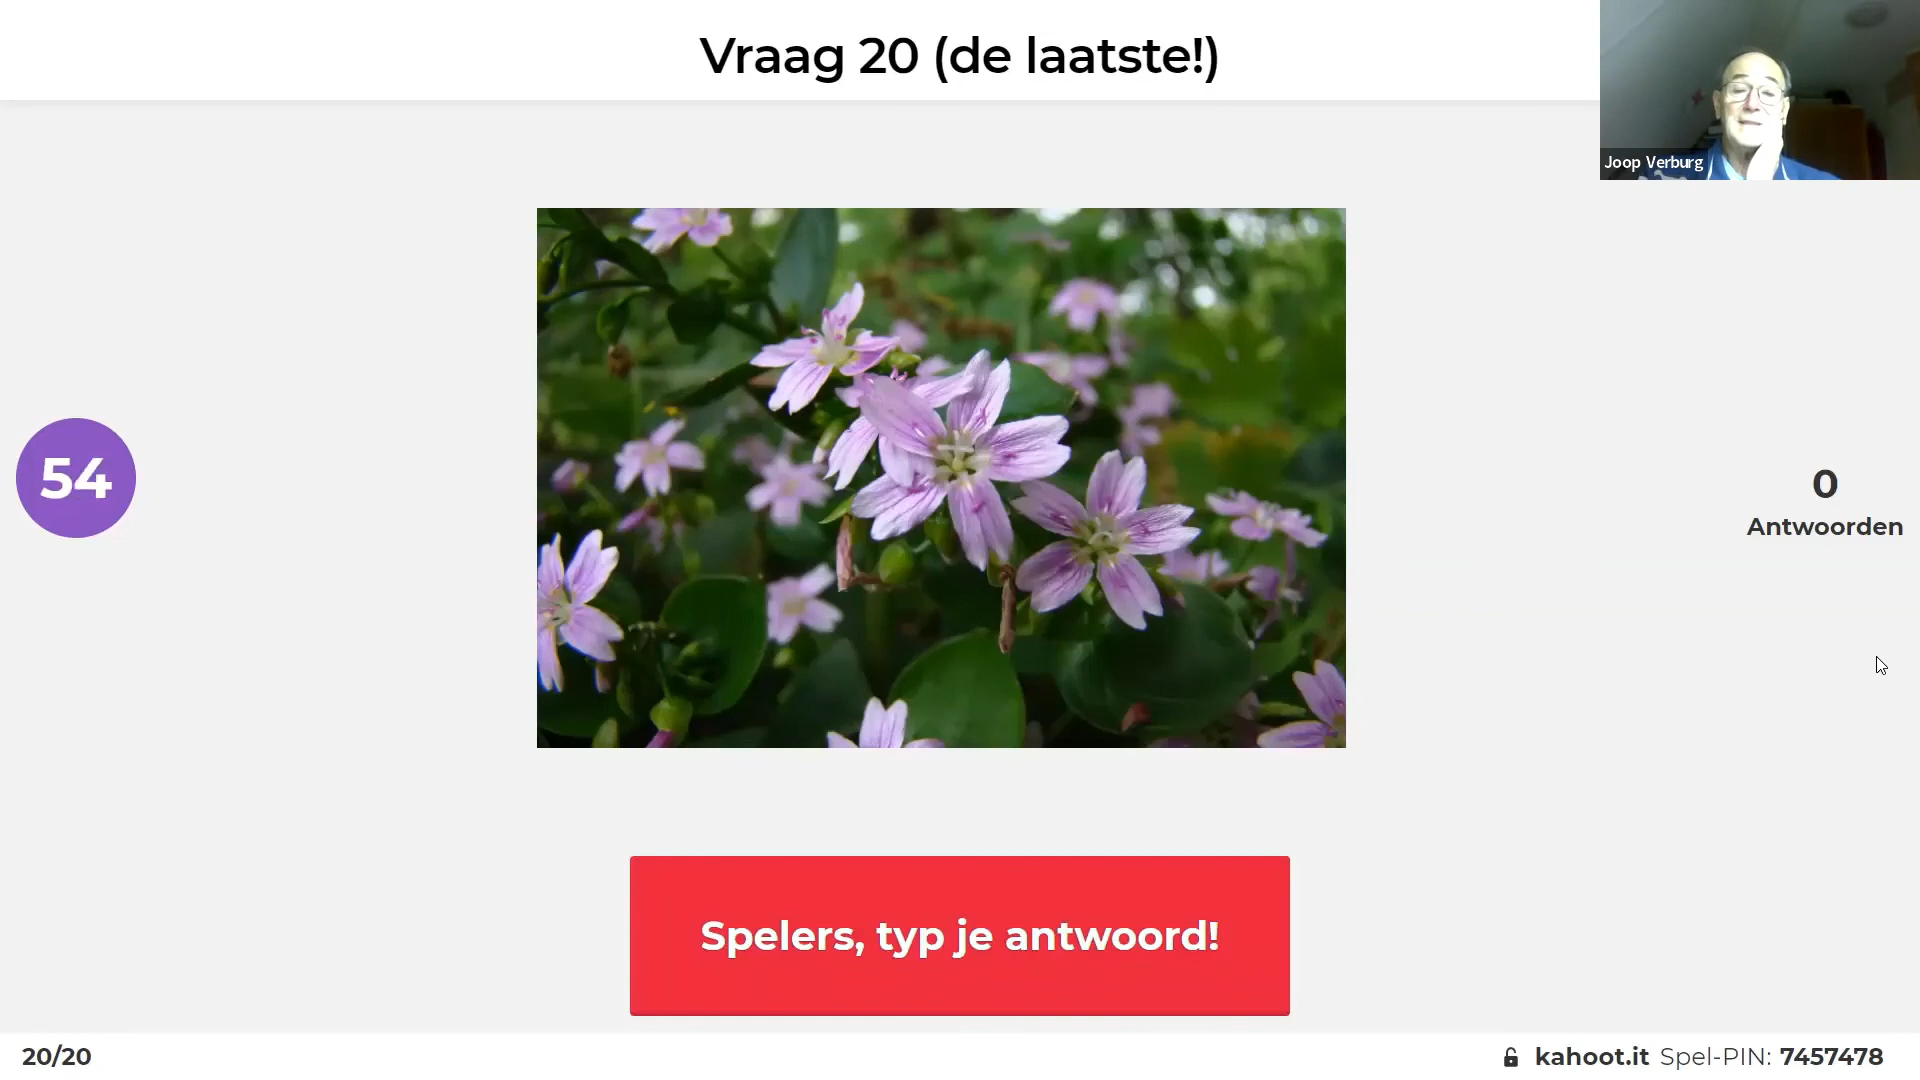 Vraag 20 (de laatste!)
Joop Verburg
54
0
Antwoorden
Spelers, typ je antwoord!
20/20
kahoot.it Spel-PIN: 7457478